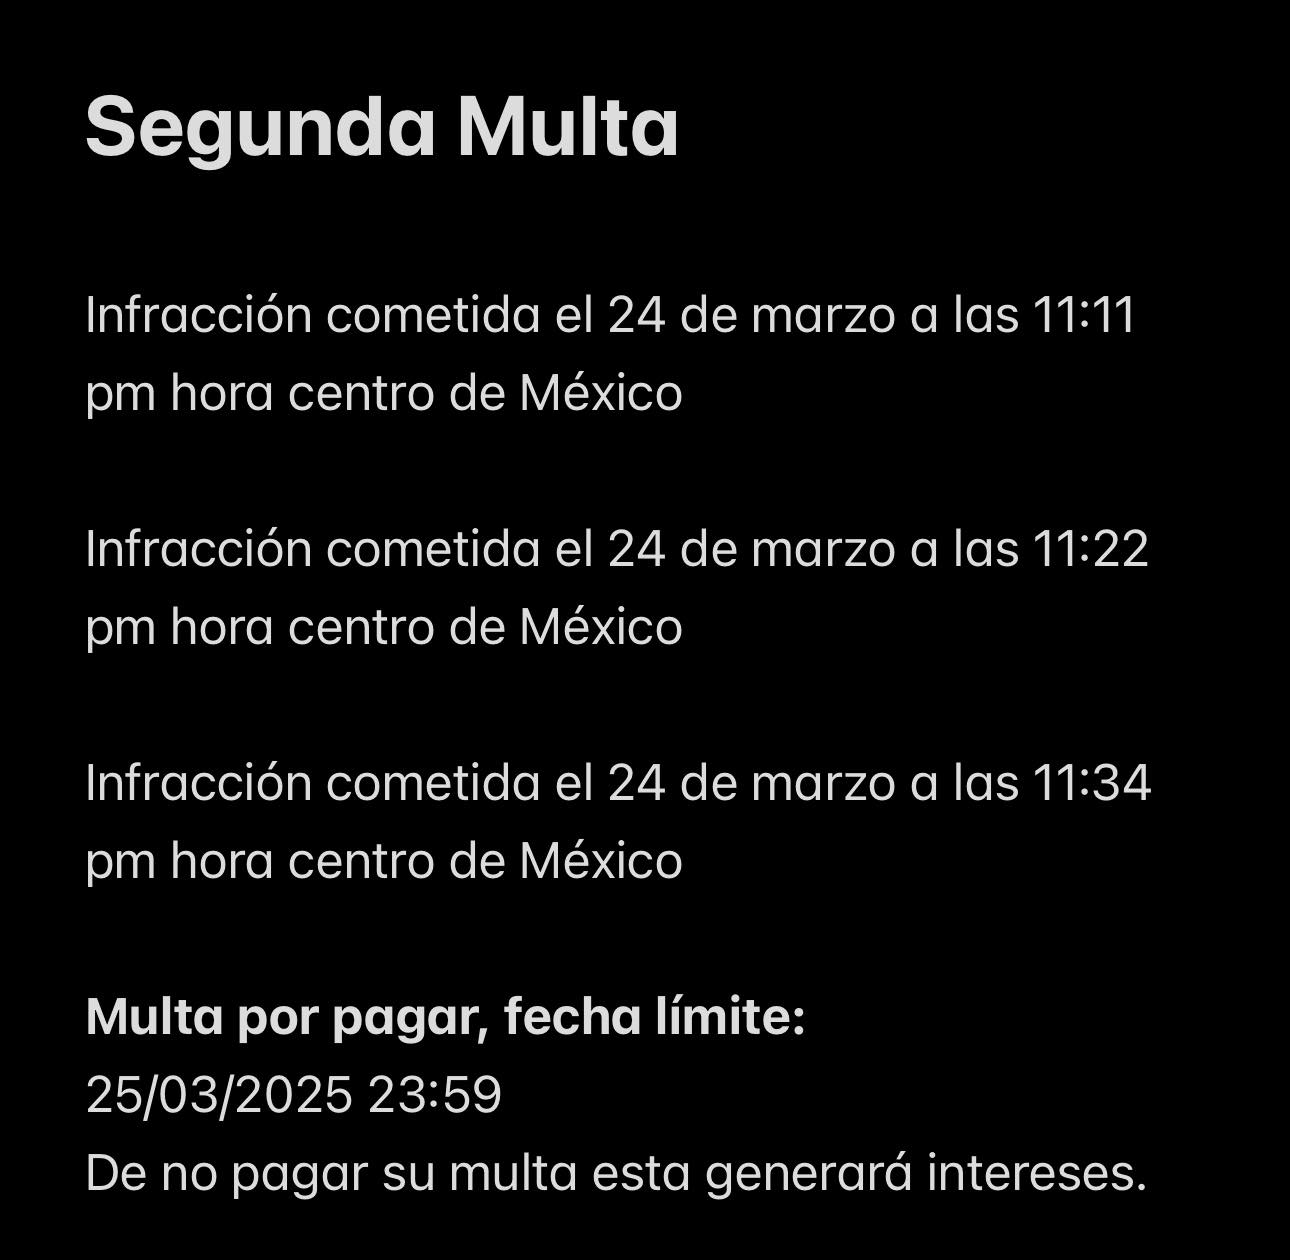 Segunda Multa
Infracción cometida el 24 de marzo a las 11:11
pm hora centro de México
Infracción cometida el 24 de marzo a las 11:22
pm hora centro de México
Infracción cometida el 24 de marzo a las 11:34
pm hora centro de México
Multa por pagar, fecha límite:
25/03/2025 23:59
De no pagar su multa esta generará intereses.